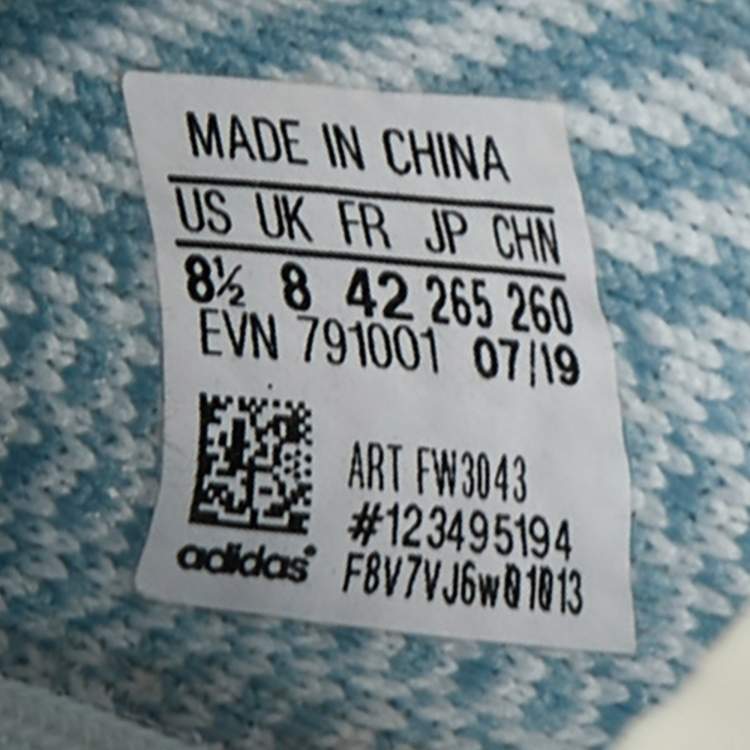 MADE IN CHINA
US UK FR JP CHN
8½ 8 42 265 260
EVN 791001 07/19
ART FW3043
#123495194
F8V7VJ6w01013
adidas